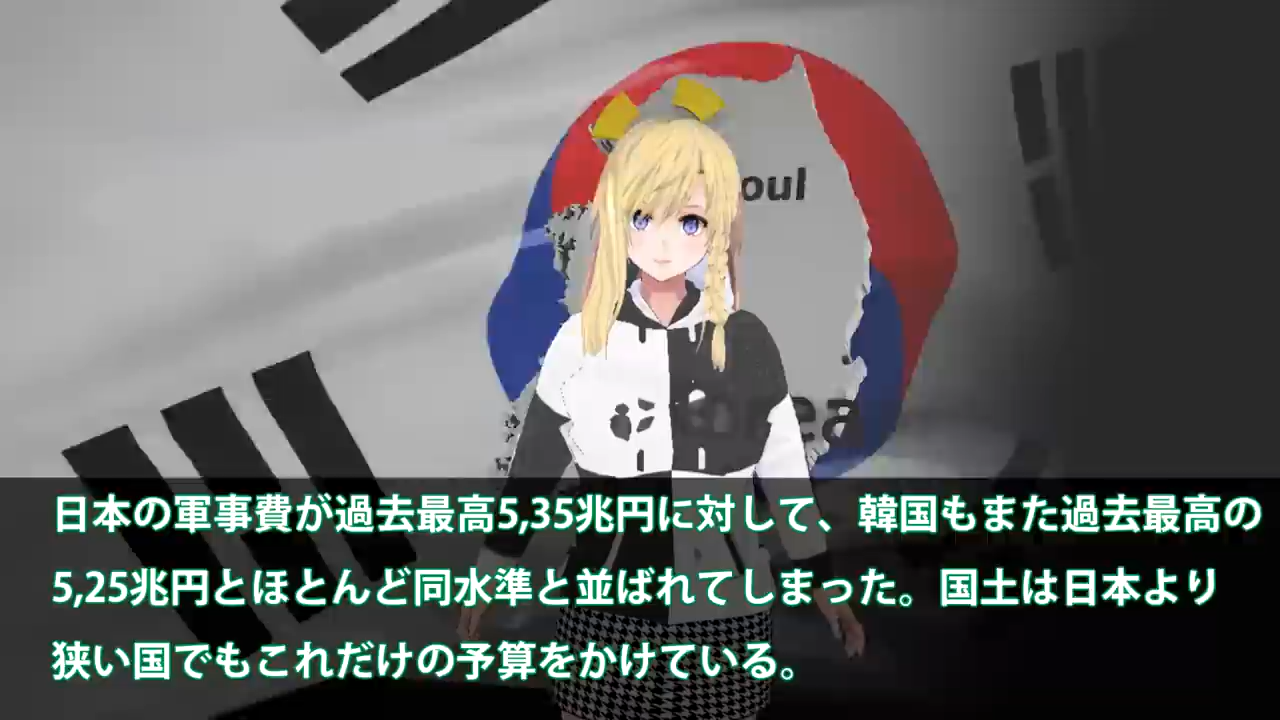 oul
rea
日本の軍事費が過去最高5,35兆円に対して、韓国もまた過去最高の
5,25兆円とほとんど同水準と並ばれてしまった。国土は日本より
狭い国でもこれだけの予算をかけている。